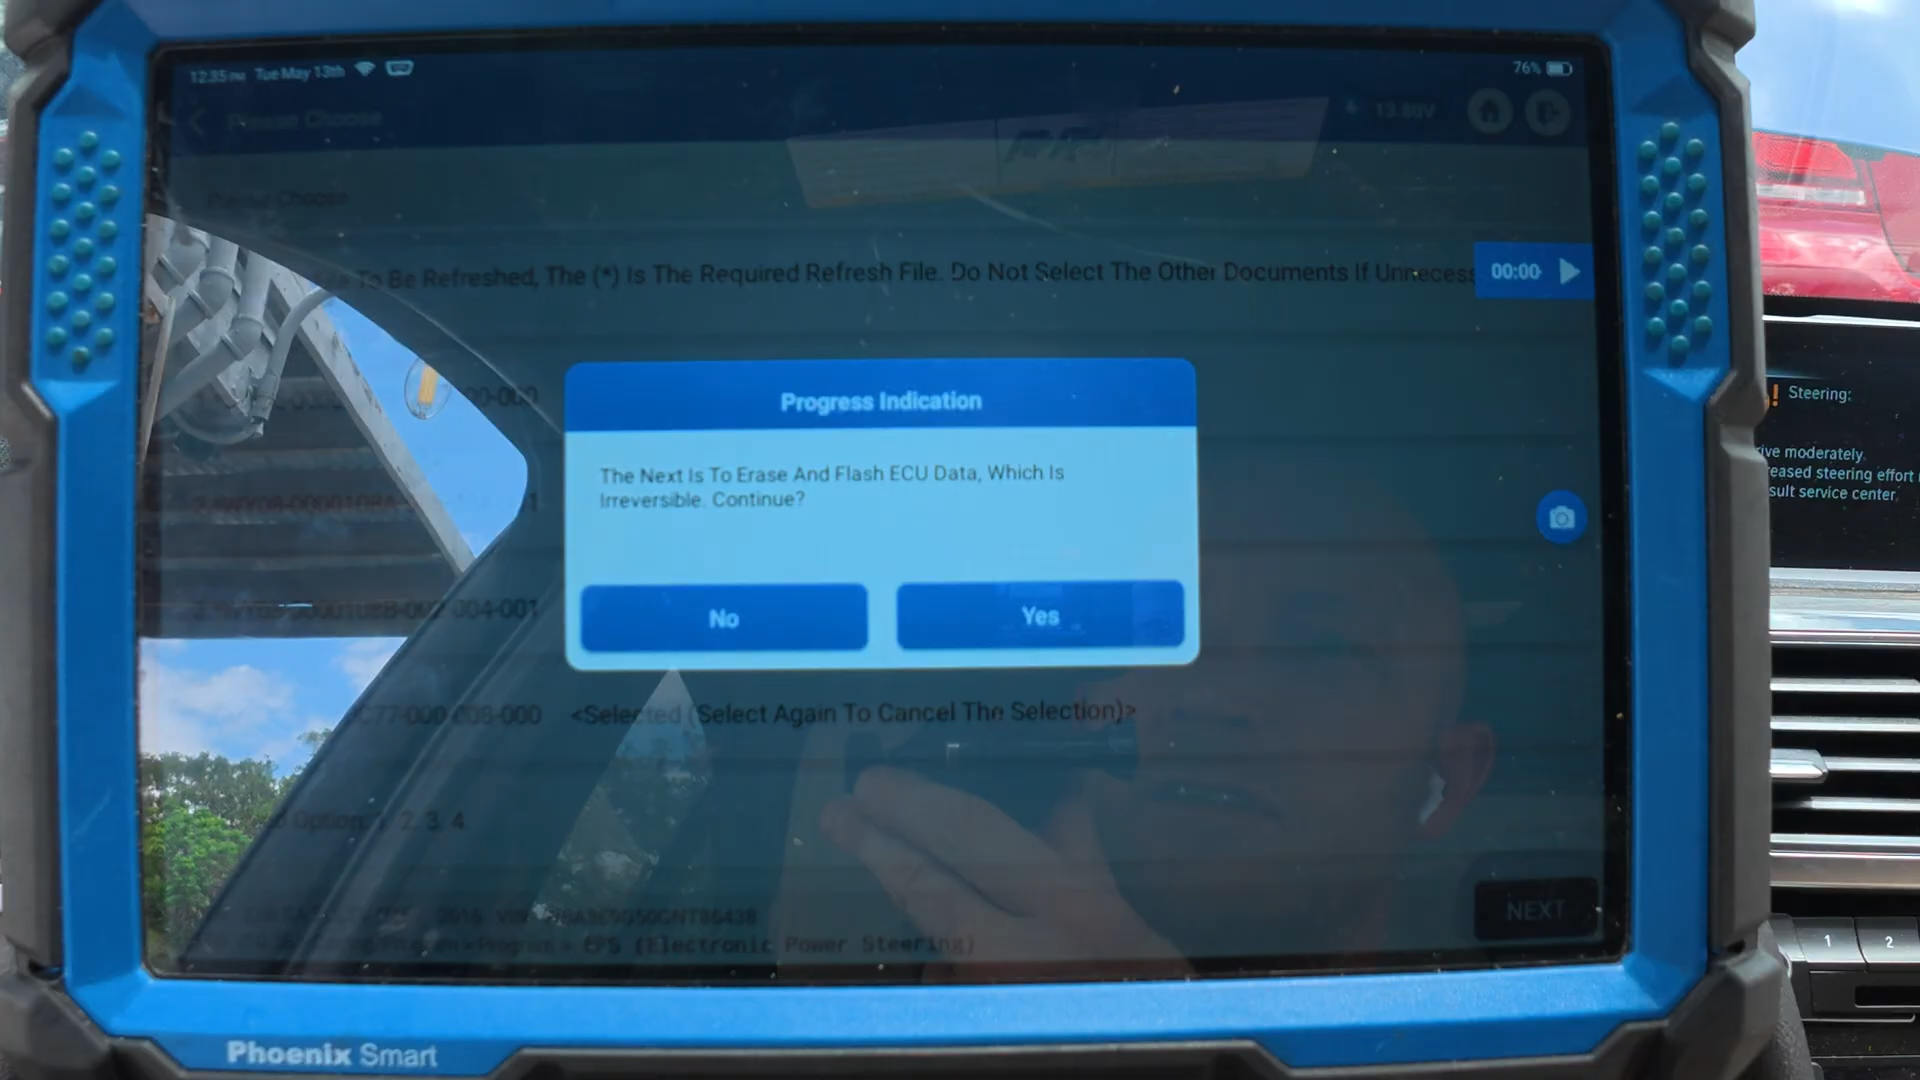 12:35 PM Tue May 13th
76%
Please Choose
13.80V
Please Choose
To Be Refreshed, The (*) Is The Required Refresh File. Do Not Select The Other Documents If Unnecess
00:00
Progress Indication
The Next Is To Erase And Flash ECU Data, Which Is
Irreversible. Continue?
No
Yes
004-001
<Selected (Select Again To Cancel The Selection)>
Option: 1, 2, 3, 4.
NEXT
2016 VIN
Program > EPS (Electronic Power Steering)
Phoenix Smart
! Steering:
ive moderately.
reased steering effort
sult service center.
1
2